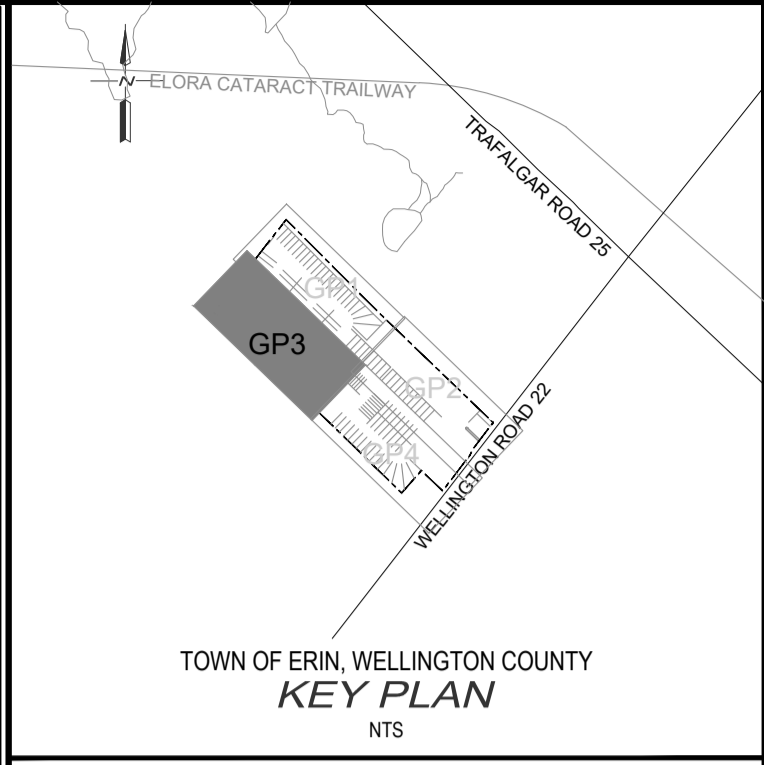 N
ELORA CATARACT TRAILWAY
TRAFALGAR ROAD 25
GP1
GP3
GP2
GP4
WELLINGTON ROAD 22
TOWN OF ERIN, WELLINGTON COUNTY
KEY PLAN
NTS